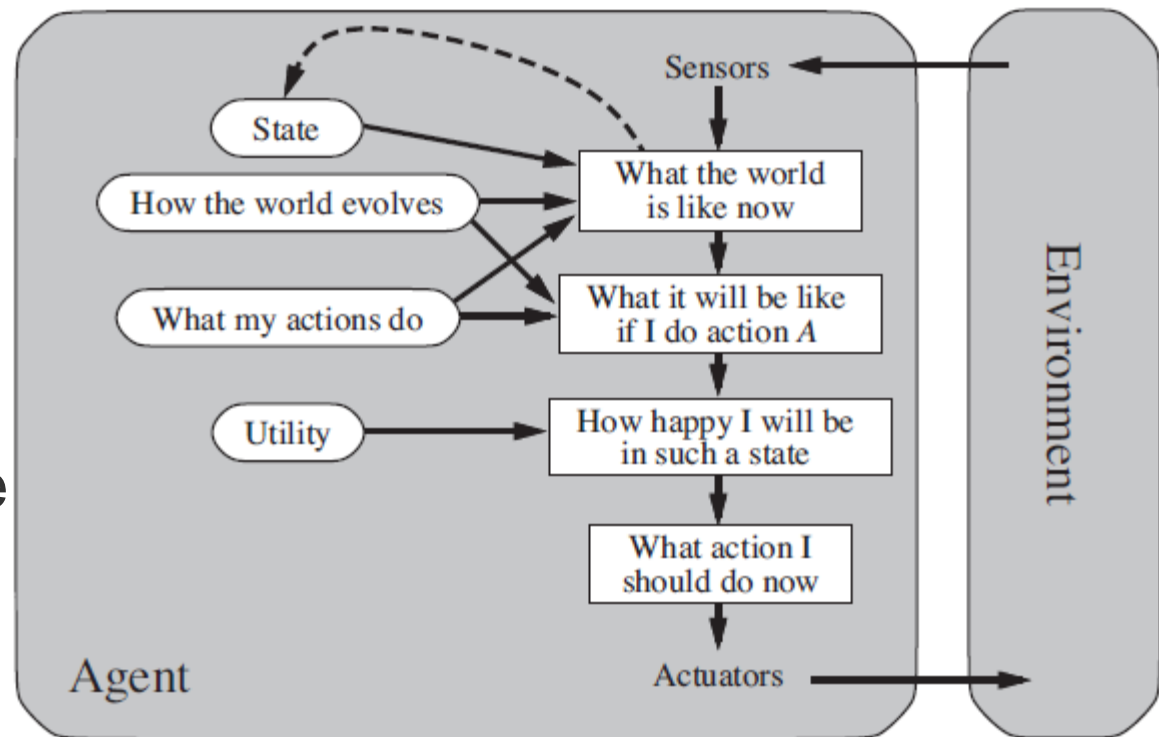 Sensors
State
What the world
is like now
How the world evolves
What it will be like
if I do action A
What my actions do
How happy I will be
in such a state
Utility
e
What action I
should do now
Agent
Actuators
Environment